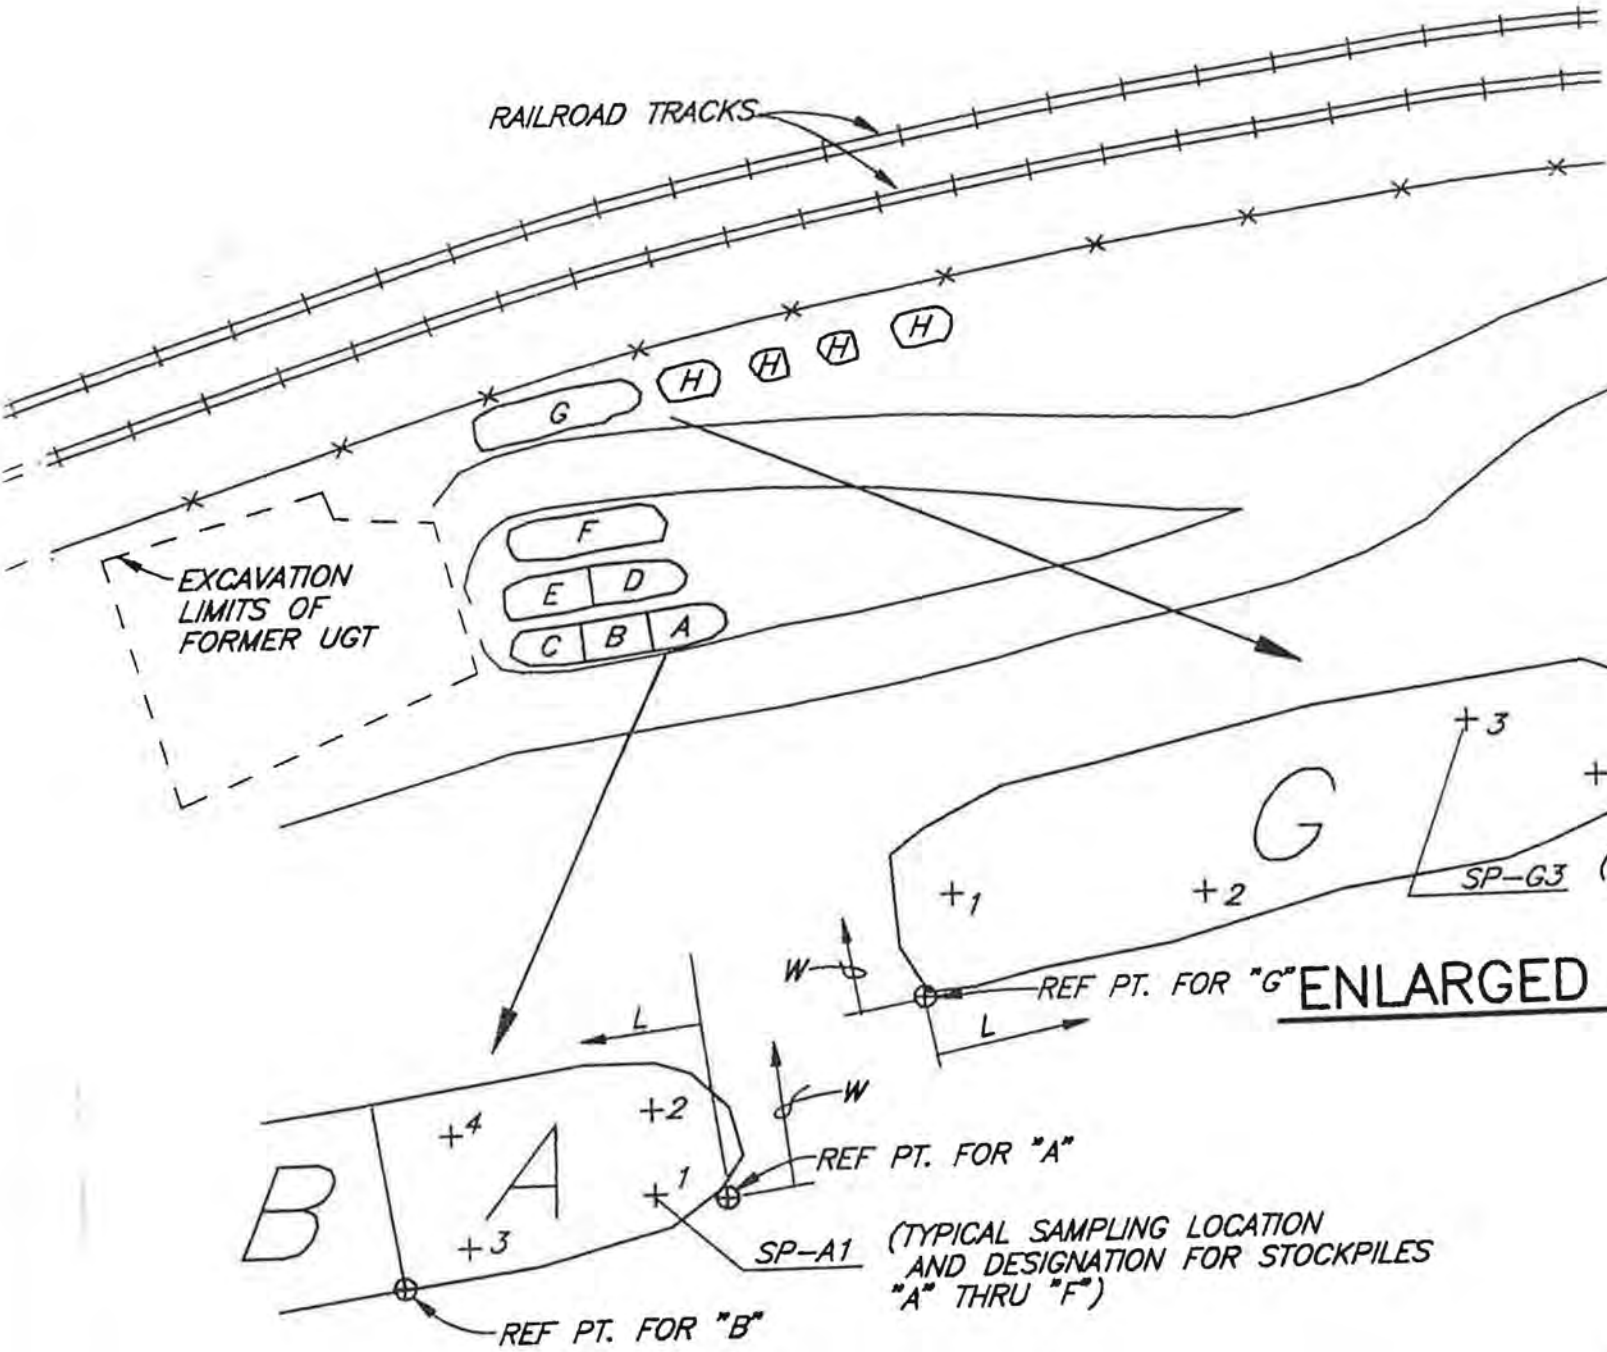 RAILROAD TRACKS
H
H
H
H
G
F
E D
C B A
EXCAVATION
LIMITS OF
FORMER UGT
+3
G
+1
+2
SP-G3 (
W
REF PT. FOR "G"
L
ENLARGED
L
W
+4
+2
B
A
+1
+3
REF PT. FOR "A"
SP-A1
(TYPICAL SAMPLING LOCATION
AND DESIGNATION FOR STOCKPILES
"A" THRU "F")
REF PT. FOR "B"